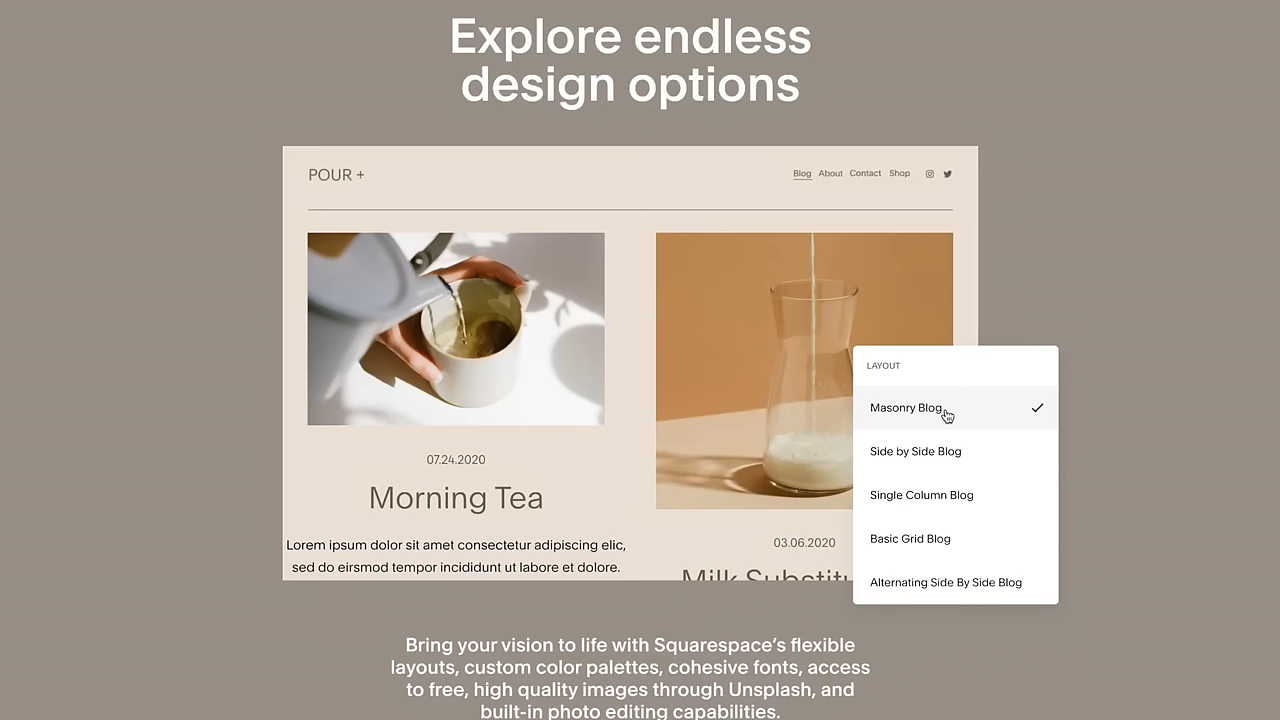 Explore endless
design options
POUR +
Blog About Contact Shop
07.24.2020
Morning Tea
Lorem ipsum dolor sit amet consectetur adipiscing elic,
sed do eirsmod tempor incididunt ut labore et dolore.
03.06.2020
Milk Substitu
LAYOUT
Masonry Blog
Side by Side Blog
Single Column Blog
Basic Grid Blog
Alternating Side By Side Blog
Bring your vision to life with Squarespace’s flexible
layouts, custom color palettes, cohesive fonts, access
to free, high quality images through Unsplash, and
built-in photo editing capabilities.